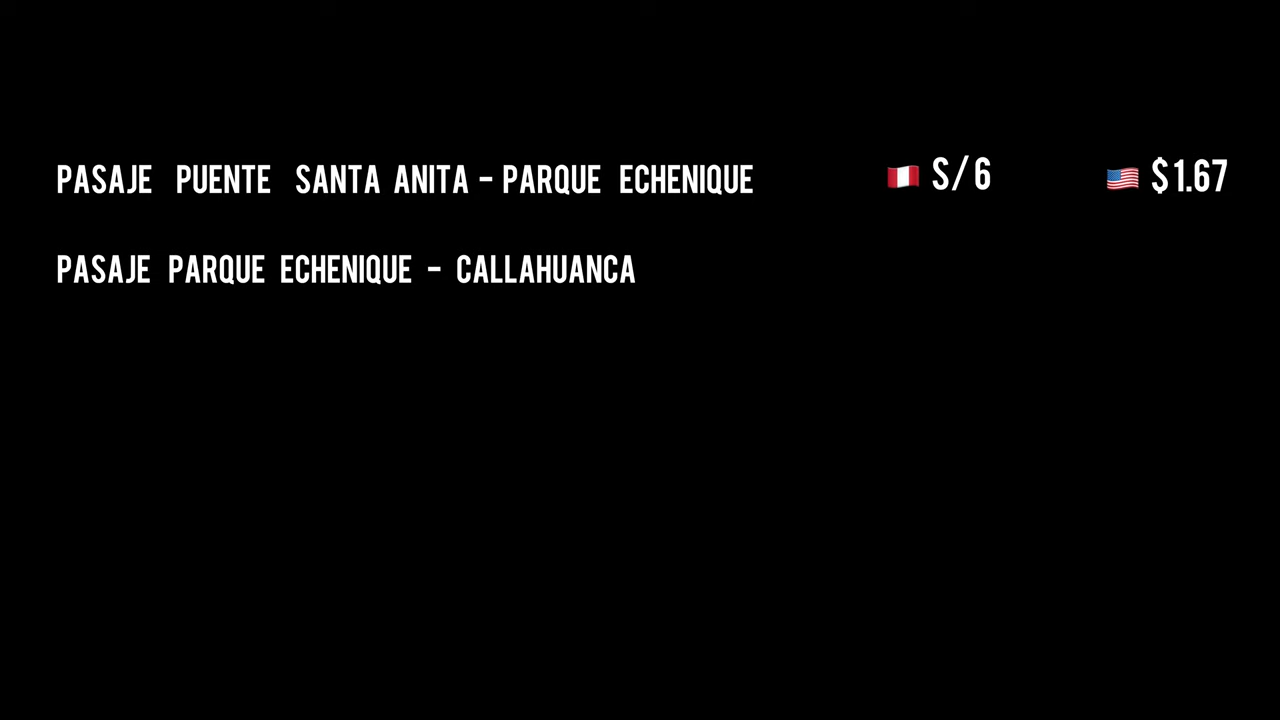 PASAJE PUENTE SANTA ANITA - PARQUE ECHENIQUE 🇵🇪 S/6 🇺🇸 $1.67
PASAJE PARQUE ECHENIQUE - CALLAHUANCA